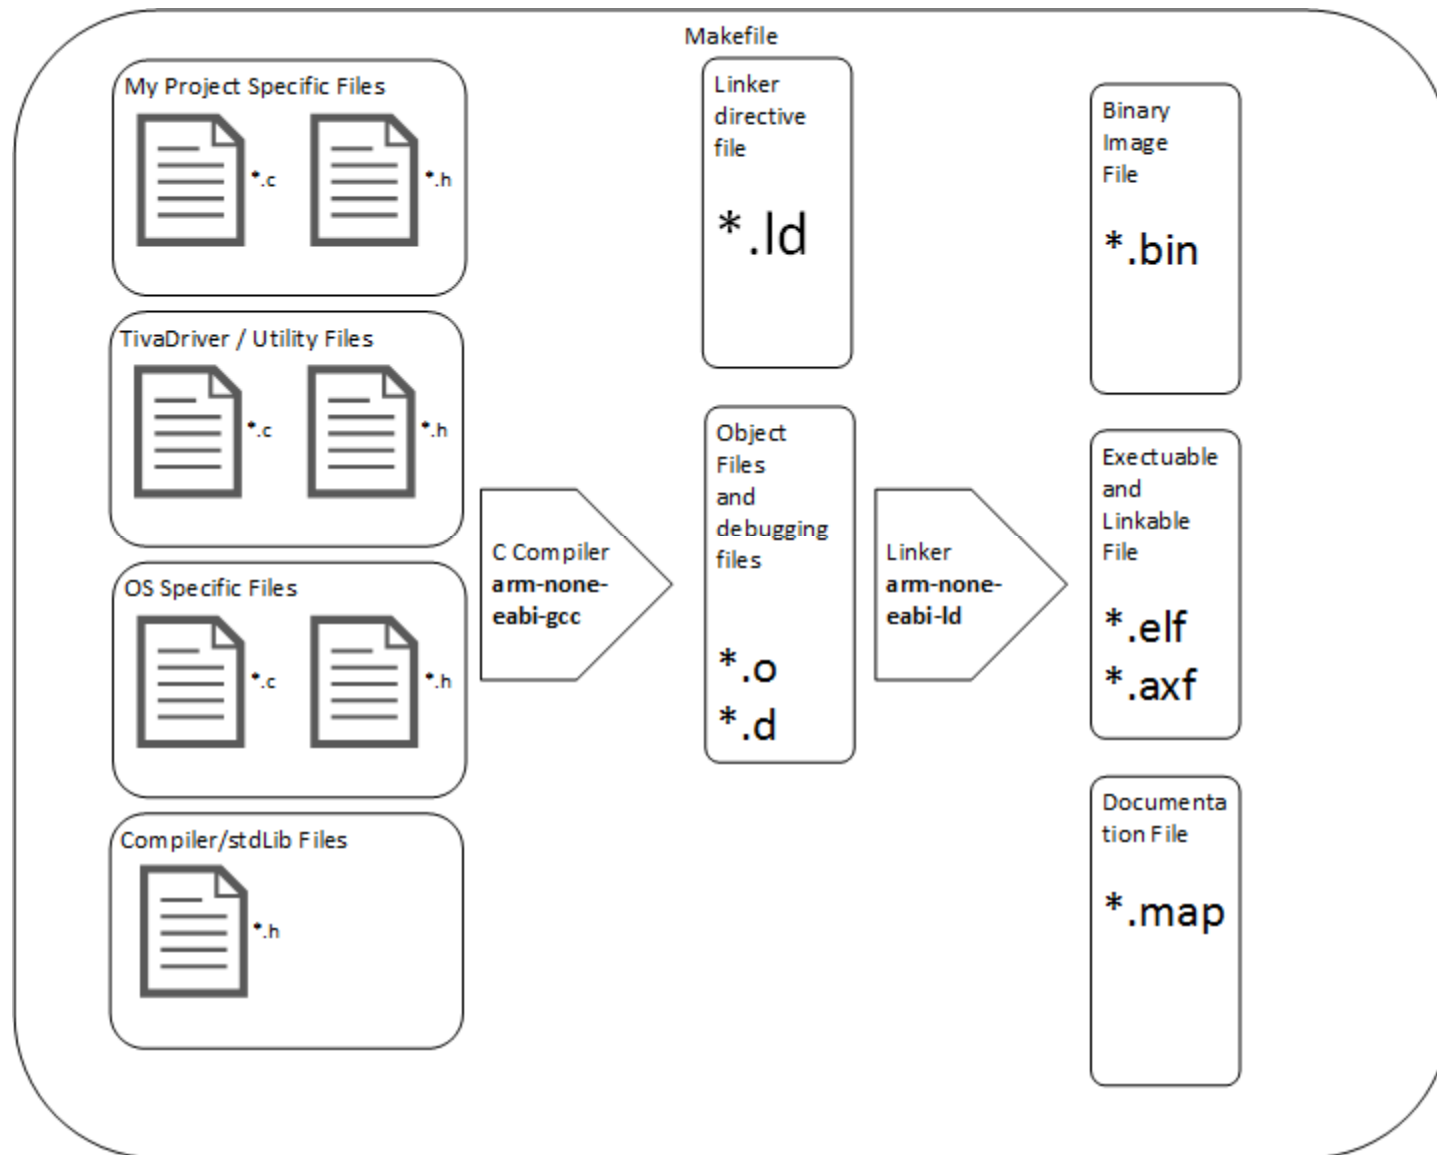 Makefile
My Project Specific Files
*.c
*.h
TivaDriver / Utility Files
*.c
*.h
OS Specific Files
*.c
*.h
Compiler/stdLib Files
*.h
C Compiler
arm-none-
eabi-gcc
Linker
directive
file
*.ld
Object
Files
and
debugging
files
*.o
*.d
Linker
arm-none-
eabi-ld
Binary
Image
File
*.bin
Exectuable
and
Linkable
File
*.elf
*.axf
Documenta
tion File
*.map